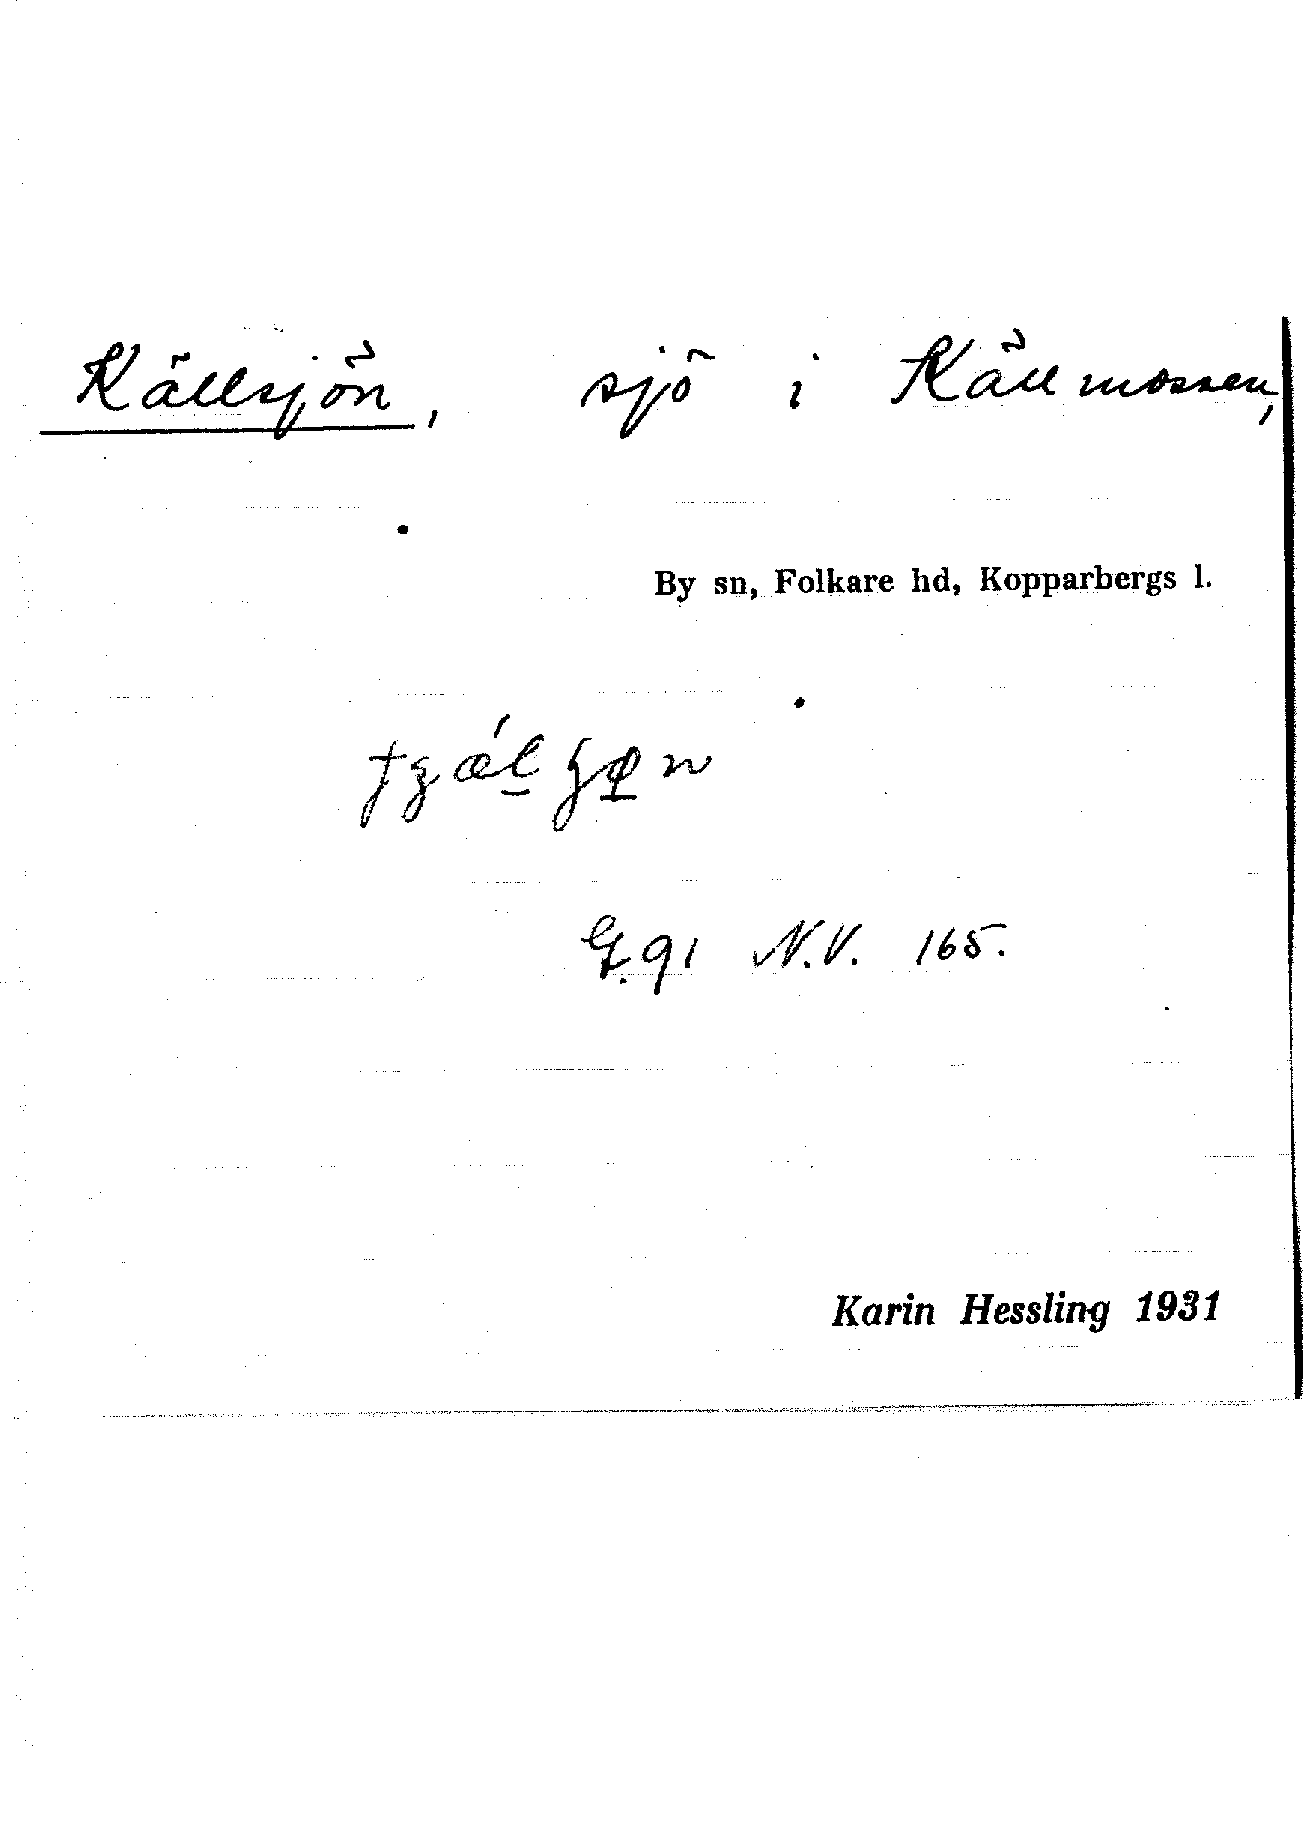 Källsjön, sjö i Källmossen,
By sn, Folkare hd, Kopparbergs l.
G.91 N.V. 165.
Karin Hessling 1931